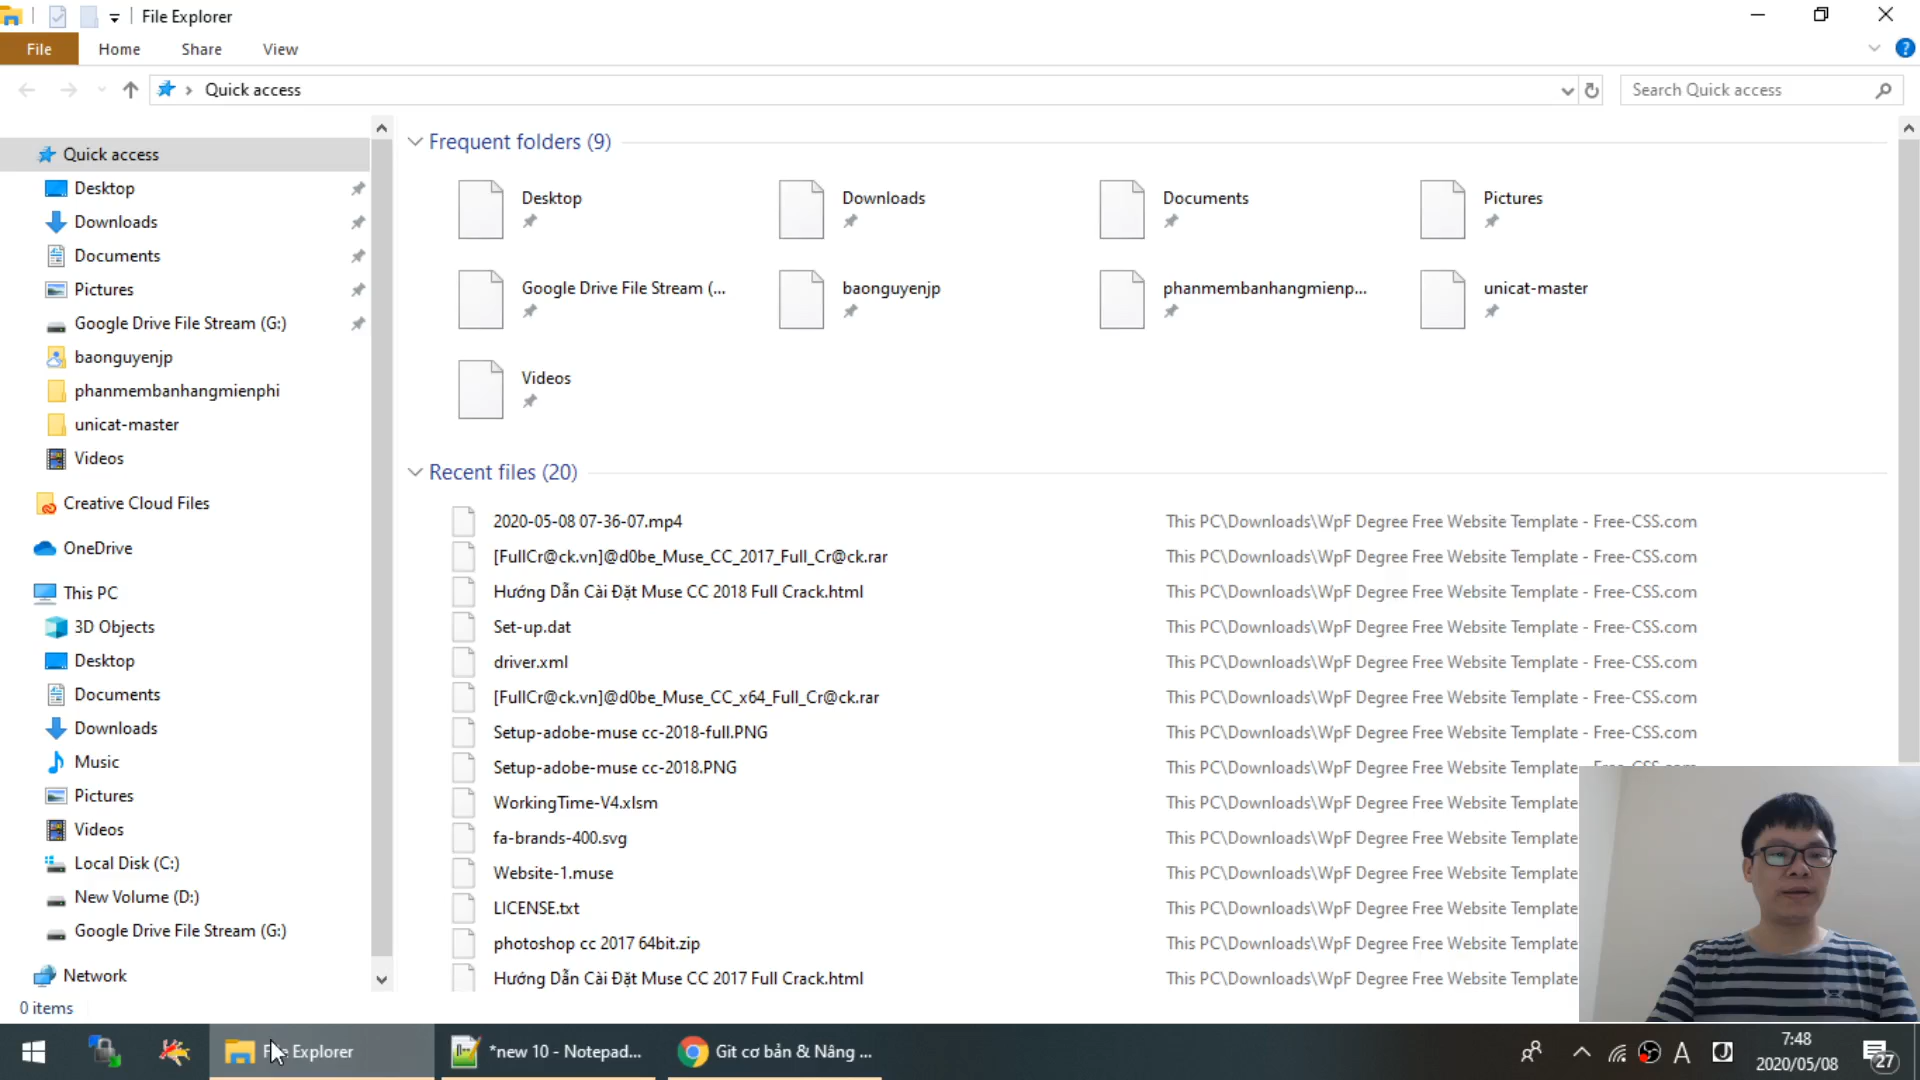 File Explorer
File Home Share View
Quick access
Search Quick access
Quick access
Desktop
Downloads
Documents
Pictures
Google Drive File Stream (G:)
baonguyenjp
phanmembanhangmienphi
unicat-master
Videos
Creative Cloud Files
OneDrive
This PC
3D Objects
Desktop
Documents
Downloads
Music
Pictures
Videos
Local Disk (C:)
New Volume (D:)
Google Drive File Stream (G:)
Network
Frequent folders (9)
Desktop
Downloads
Documents
Pictures
Google Drive File Stream (...
baonguyenjp
phanmembanhangmienp...
unicat-master
Videos
Recent files (20)
2020-05-08 07-36-07.mp4 This PC\Downloads\WpF Degree Free Website Template - Free-CSS.com
[FullCr@ck.vn]@d0be_Muse_CC_2017_Full_Cr@ck.rar This PC\Downloads\WpF Degree Free Website Template - Free-CSS.com
Hướng Dẫn Cài Đặt Muse CC 2018 Full Crack.html This PC\Downloads\WpF Degree Free Website Template - Free-CSS.com
Set-up.dat This PC\Downloads\WpF Degree Free Website Template - Free-CSS.com
driver.xml This PC\Downloads\WpF Degree Free Website Template - Free-CSS.com
[FullCr@ck.vn]@d0be_Muse_CC_x64_Full_Cr@ck.rar This PC\Downloads\WpF Degree Free Website Template - Free-CSS.com
Setup-adobe-muse cc-2018-full.PNG This PC\Downloads\WpF Degree Free Website Template - Free-CSS.com
Setup-adobe-muse cc-2018.PNG This PC\Downloads\WpF Degree Free Website Template - Free-CSS.com
WorkingTime-V4.xlsm This PC\Downloads\WpF Degree Free Website Template
fa-brands-400.svg This PC\Downloads\WpF Degree Free Website Template
Website-1.muse This PC\Downloads\WpF Degree Free Website Template
LICENSE.txt This PC\Downloads\WpF Degree Free Website Template
photoshop cc 2017 64bit.zip This PC\Downloads\WpF Degree Free Website Template
Hướng Dẫn Cài Đặt Muse CC 2017 Full Crack.html This PC\Downloads\WpF Degree Free Website Template
0 items
Explorer
*new 10 - Notepad...
Git cơ bản & Nâng ...
A
J
7:48
2020/05/08
27